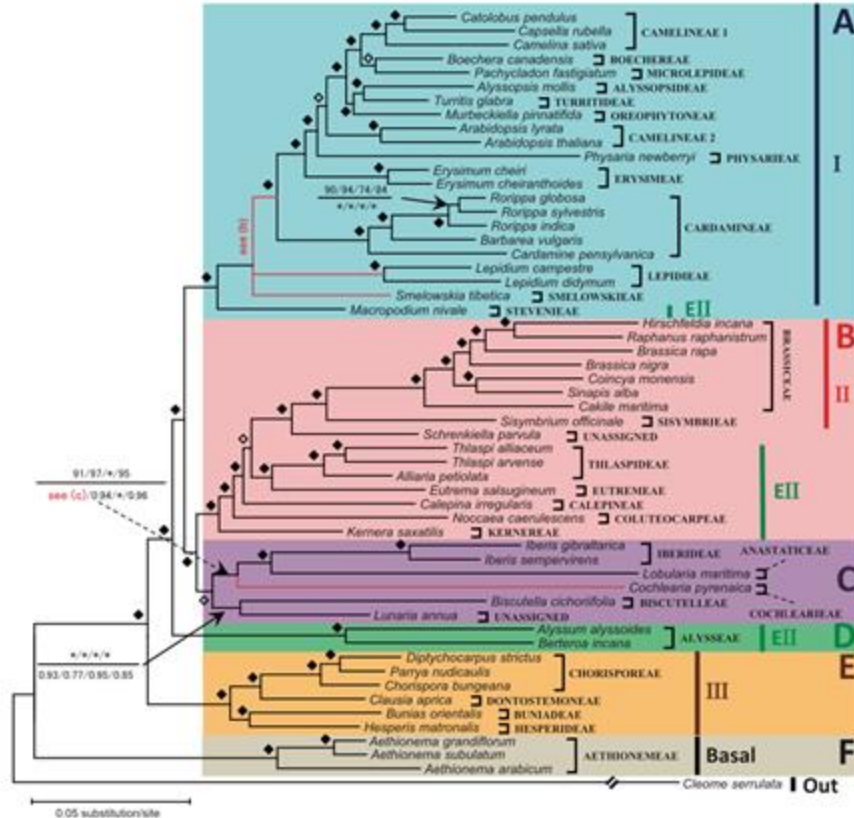 A
Catolobus pendulus
Capsella rubella CAMELINEAE 1
Camelina sativa
Boechera canadensis BOECHEREAE
Pachycladon fastigiatum MICROLEPIDEAE
Alyssopsis mollis ALYSSOPSIDEAE
Turritis glabra TURRITIDEAE
Murbeckiella pinnatifida OREOPHYTONEAE
Arabidopsis lyrata
CAMELINEAE 2
Arabidopsis thaliana
Physaria newberryi PHYSARIEAE
I
Erysimum cheiri
ERYSIMEAE
Erysimum cheiranthoides
90/94/74/84
*/*/*/*
Rorippa globosa
Rorippa sylvestris
Rorippa indica CARDAMINEAE
Barbarea vulgaris
Cardamine pensylvanica
see (b)
Lepidium campestre
LEPIDIEAE
Lepidium didymum
Smelowskia tibetica SMELOWSKIEAE
Macropodium nivale STEVENIEAE EII
B
Hirschfeldia incana
Raphanus raphanistrum
Brassica rapa
Brassica nigra
BRASSICEAE
Coincya monensis
Sinapis alba
II
Cakile maritima
Sisymbrium officinale SISYMBRIEAE
Schrenkiella parvula UNASSIGNED
Thlaspi alliaceum
Thlaspi arvense THLASPIDEAE
Alliaria petiolata
91/97/*/95
see (c)/0.94/*/0.96
Eutrema salsugineum EUTREMEAE
EII
Calepina irregularis CALEPINEAE
Noccaea caerulescens COLUTEOCARPEAE
Kernera saxatilis KERNEREAE
C
Iberis gibraltarica
IBERIDEAE
ANASTATICEAE
Iberis sempervirens
Lobularia maritima
Cochlearia pyrenaica
Biscutella cichoriifolia BISCUTELLEAE
COCHLEARIEAE
Lunaria annua UNASSIGNED
D
Alyssum alyssoides
ALYSSEAE EII
Berteroa incana
*/*/*/*
0.93/0.77/0.95/0.85
E
Diptychocarpus strictus
Parrya nudicaulis CHORISPOREAE
Chorispora bungeana
III
Clausia aprica DONTOSTEMONEAE
Bunias orientalis BUNIADEAE
Hesperis matronalis HESPERIDEAE
F
Aethionema grandiflorum
Aethionema subulatum AETHIONEMEAE Basal
Aethionema arabicum
Cleome serrulata Out
0.05 substitution/site